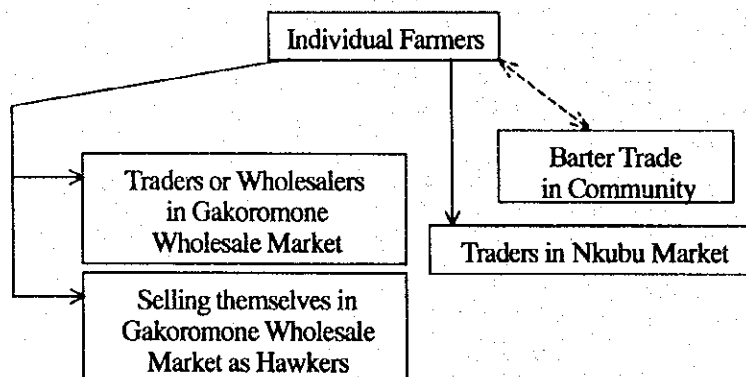 Individual Farmers
Barter Trade
in Community
Traders or Wholesalers
in Gakoromone
Wholesale Market
Traders in Nkubu Market
Selling themselves in
Gakoromone Wholesale
Market as Hawkers